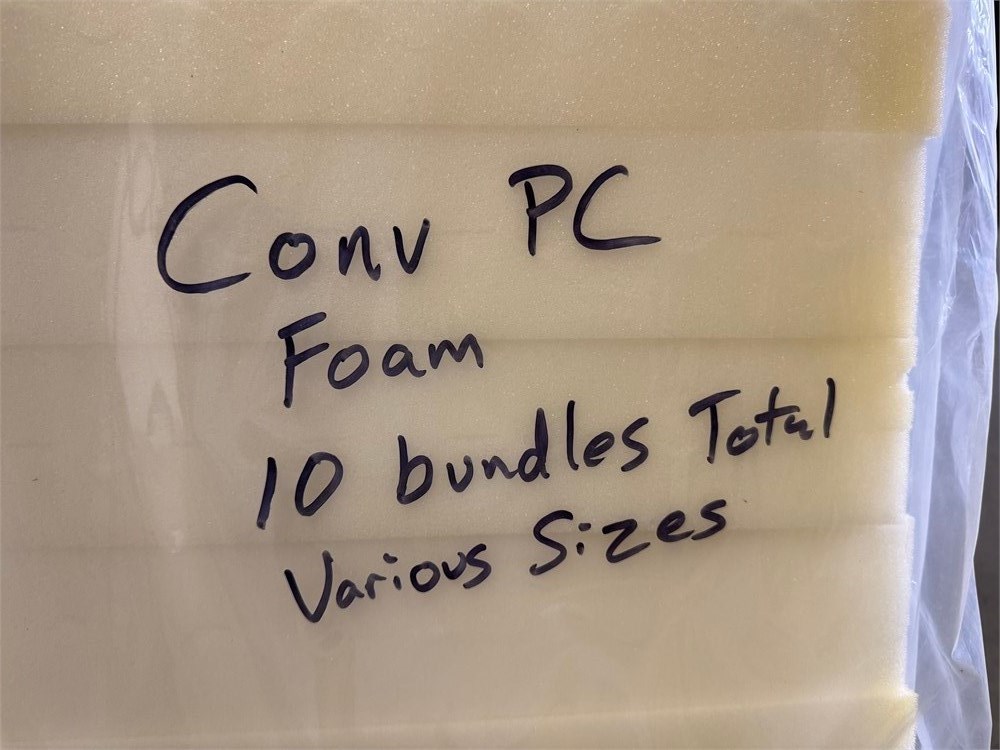 Conv PC
Foam
10 bundles Total
Various Sizes